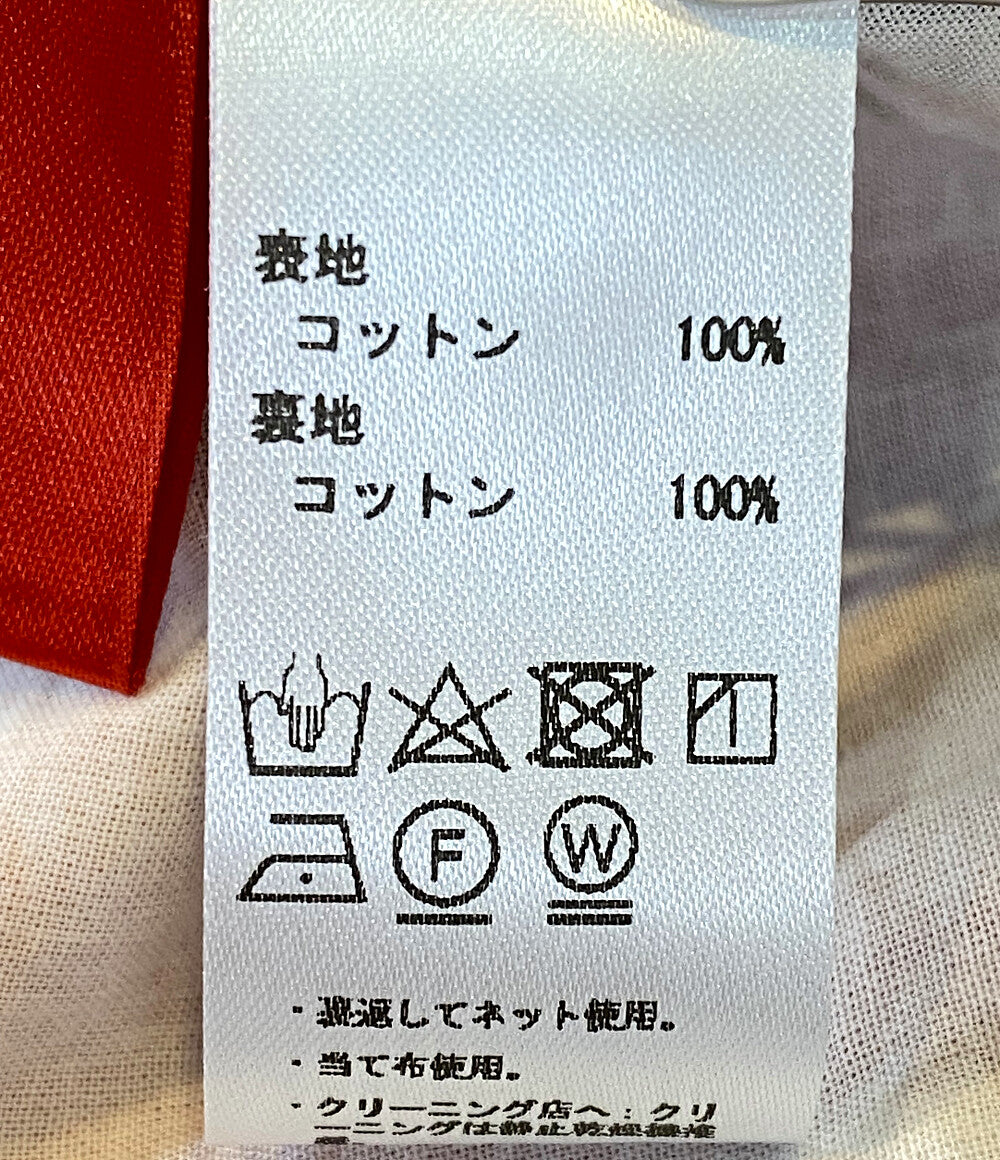 表地
コットン 100%
裏地
コットン 100%
F
W
・裏返してネット使用。
・当て布使用。
・クリーニング店へ：クリ
ーニングは静止乾燥機推